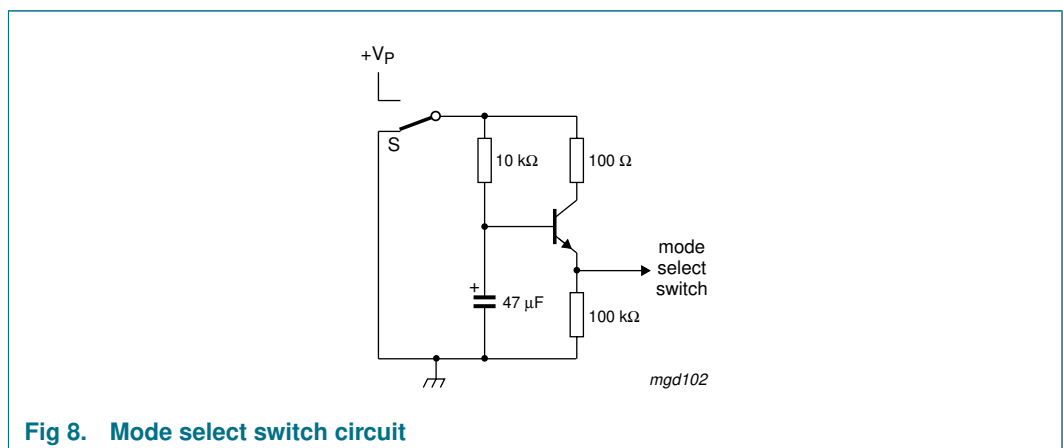 +VP
S
10 kΩ
100 Ω
mode
select
switch
+
47 μF
100 kΩ
mgd102
Fig 8. Mode select switch circuit